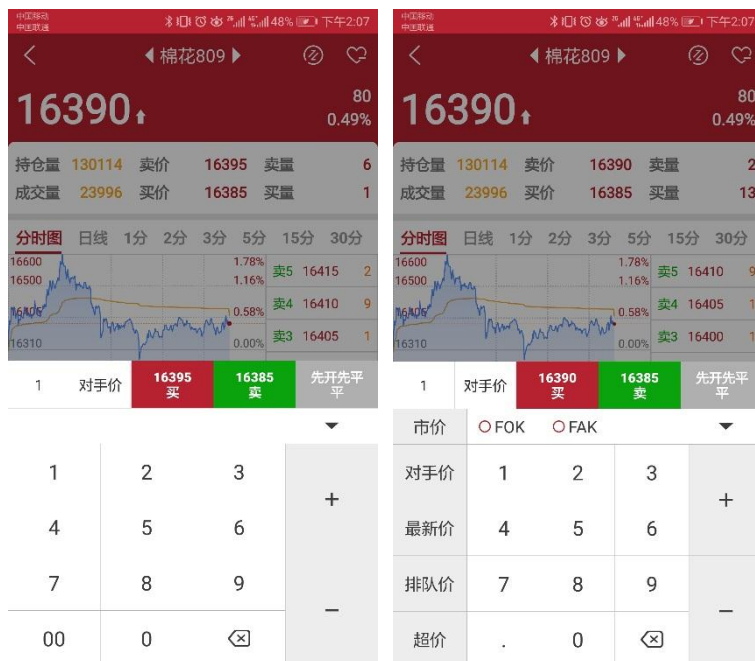 中国移动
中国联通
48%
下午2:07
棉花809
16390
80
0.49%
持仓量 130114 卖价 16395 卖量 6
成交量 23996 买价 16385 买量 1
分时图 日线 1分 2分 3分 5分 15分 30分
16600
1.78%
16500
1.16%
16405
0.58%
16310
0.00%
卖5 16415 2
卖4 16410 9
卖3 16405 1
1
对手价
16395
买
16385
卖
先开先平
平
1 2 3
+
4 5 6
7 8 9
−
00 0
中国移动
中国联通
48%
下午2:07
棉花809
16390
80
0.49%
持仓量 130114 卖价 16390 卖量 2
成交量 23996 买价 16385 买量 13
分时图 日线 1分 2分 3分 5分 15分 30分
16600
1.78%
16500
1.16%
16405
0.58%
16310
0.00%
卖5 16410 9
卖4 16405 1
卖3 16400 1
1
对手价
16390
买
16385
卖
先开先平
平
市价 FOK FAK
对手价 1 2 3
+
最新价 4 5 6
排队价 7 8 9
−
超价 . 0